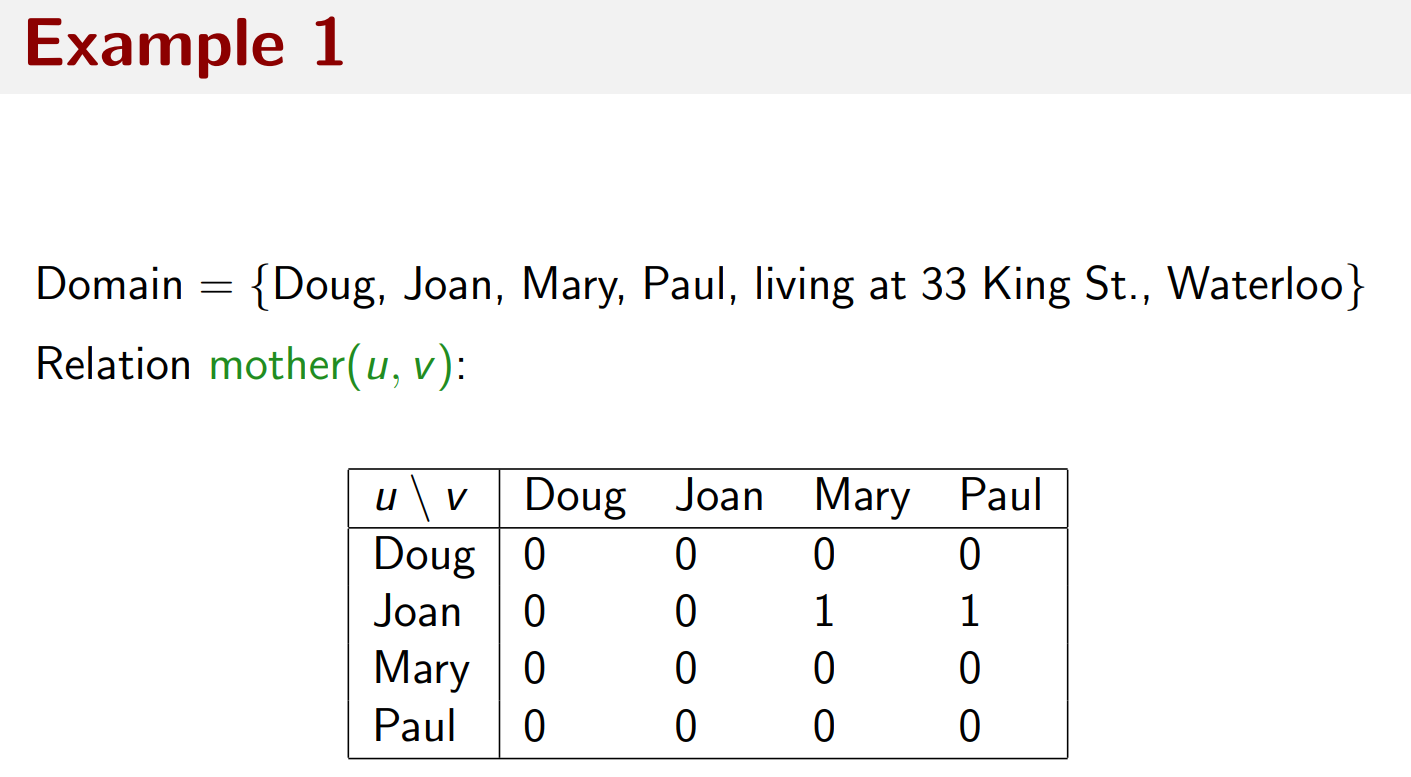 Example 1
Domain = {Doug, Joan, Mary, Paul, living at 33 King St., Waterloo}
Relation mother(u, v):
u \ v Doug Joan Mary Paul
Doug 0 0 0 0
Joan 0 0 1 1
Mary 0 0 0 0
Paul 0 0 0 0